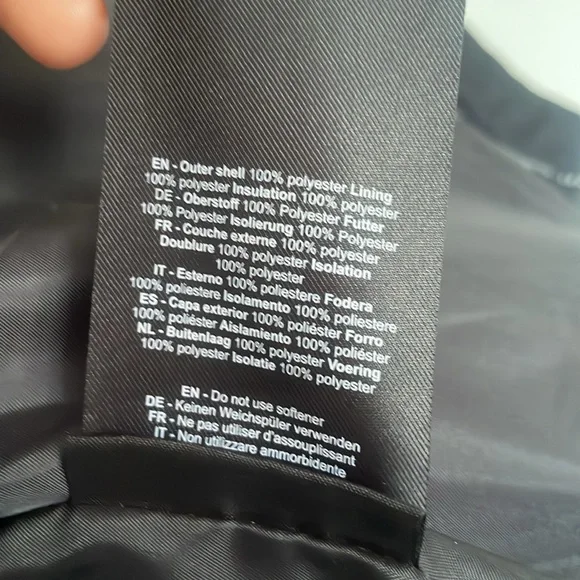 EN - Outer shell 100% polyester Lining
100% polyester Insulation 100% polyester
DE - Oberstoff 100% Polyester Futter
100% Polyester Isolierung 100% Polyester
FR - Couche externe 100% polyester
Doublure 100% polyester Isolation
100% polyester
IT - Esterno 100% poliestere Fodera
100% poliestere Isolamento 100% poliestere
ES - Capa exterior 100% poliéster Forro
100% poliéster Aislamiento 100% poliéster
NL - Buitenlaag 100% polyester Voering
100% polyester Isolatie 100% polyester
EN - Do not use softener
DE - Keinen Weichspüler verwenden
FR - Ne pas utiliser d'assouplissant
IT - Non utilizzare ammorbidente